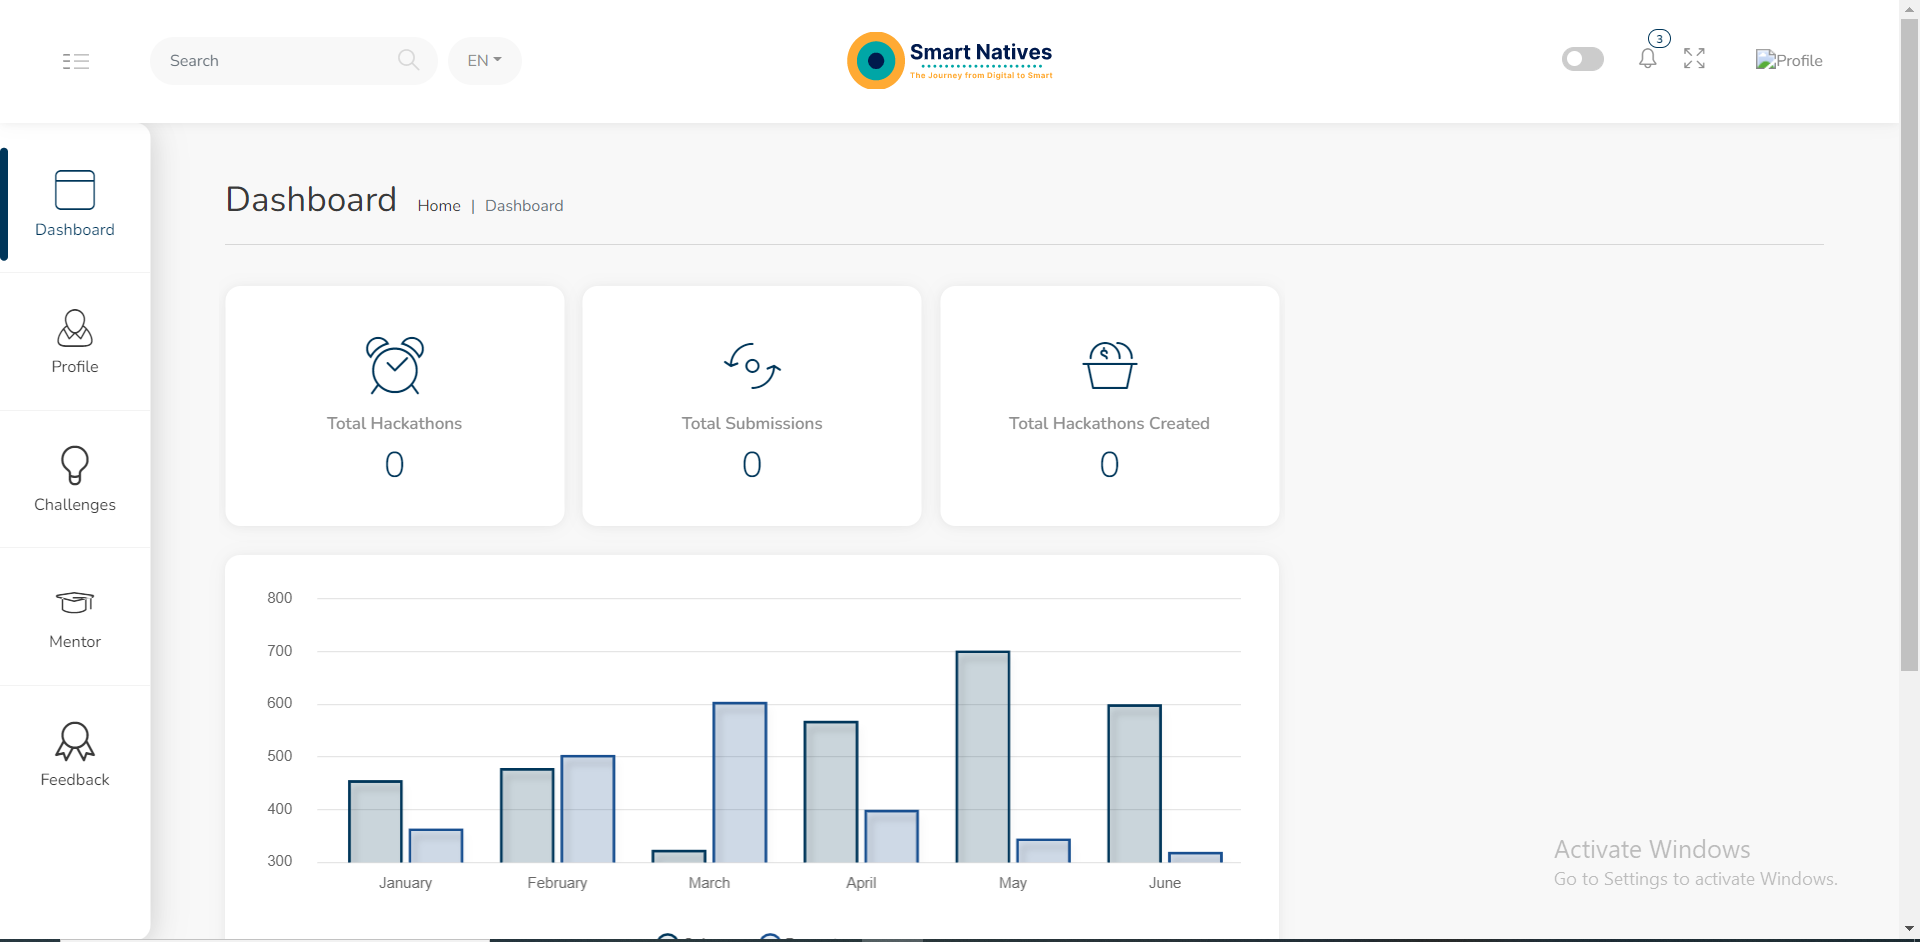 Search
EN
Smart Natives
The Journey from Digital to Smart
3
Profile
Dashboard
Profile
Challenges
Mentor
Feedback
Dashboard
Home | Dashboard
Total Hackathons
0
Total Submissions
0
Total Hackathons Created
0
800
700
600
500
400
300
January
February
March
April
May
June
Activate Windows
Go to Settings to activate Windows.